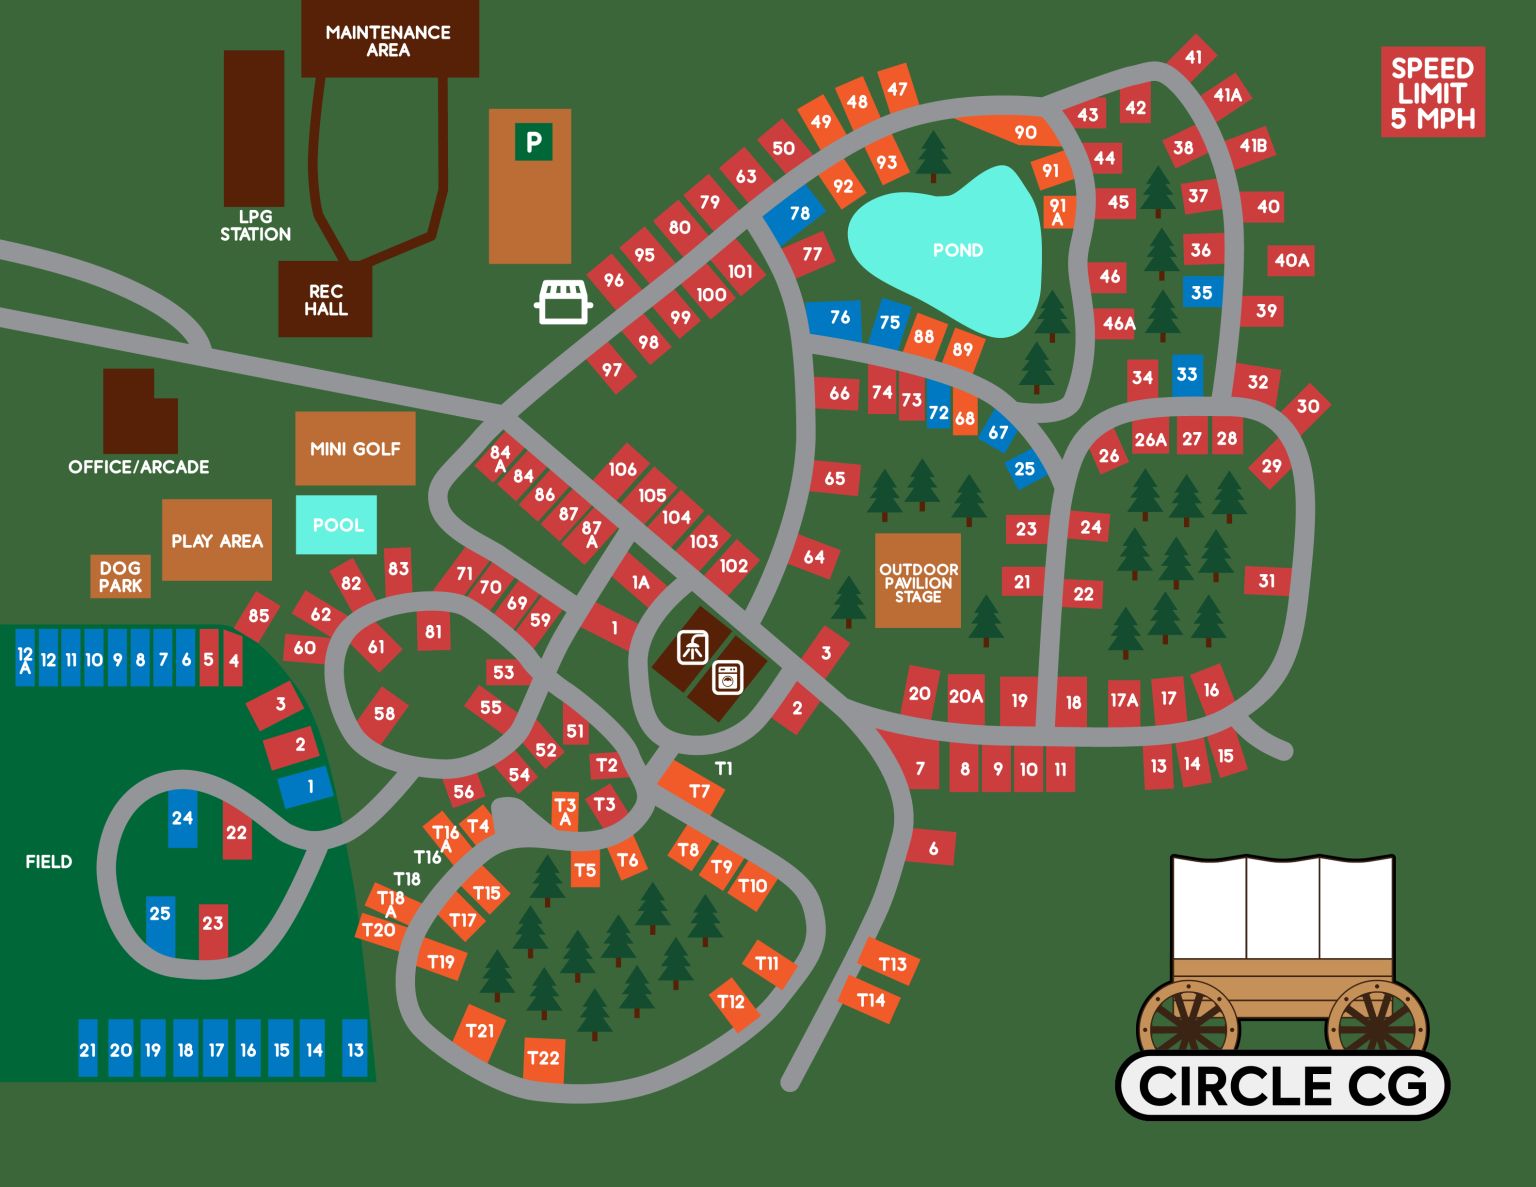 MAINTENANCE
AREA
SPEED
LIMIT
5 MPH
LPG
STATION
P
REC
HALL
OFFICE/ARCADE
MINI GOLF
POOL
PLAY AREA
DOG
PARK
POND
OUTDOOR
PAVILION
STAGE
FIELD
41
41A
41B
42
43
44
45
46
46A
38
37
36
35
40
40A
39
34
33
32
30
47
48
49
50
63
79
80
95
96
90
91
91
A
92
93
78
77
101
100
99
98
97
76
75
88
89
66
74
73
72
68
67
25
26
26A
27
28
29
65
64
23
24
21
22
31
84
A
84
86
87
87
A
106
105
104
103
102
1A
1
3
2
71
70
69
59
83
82
62
85
60
61
81
53
55
58
52
51
54
56
12
A
12
11
10
9
8
7
6
5
4
3
2
1
24
22
25
23
21
20
19
18
17
16
15
14
13
20
20A
19
18
17A
17
16
7
8
9
10
11
13
14
15
6
T1
T2
T3
T3
A
T4
T5
T6
T7
T8
T9
T10
T11
T12
T13
T14
T15
T16
A
T16
T17
T18
T18
A
T19
T20
T21
T22
CIRCLE CG